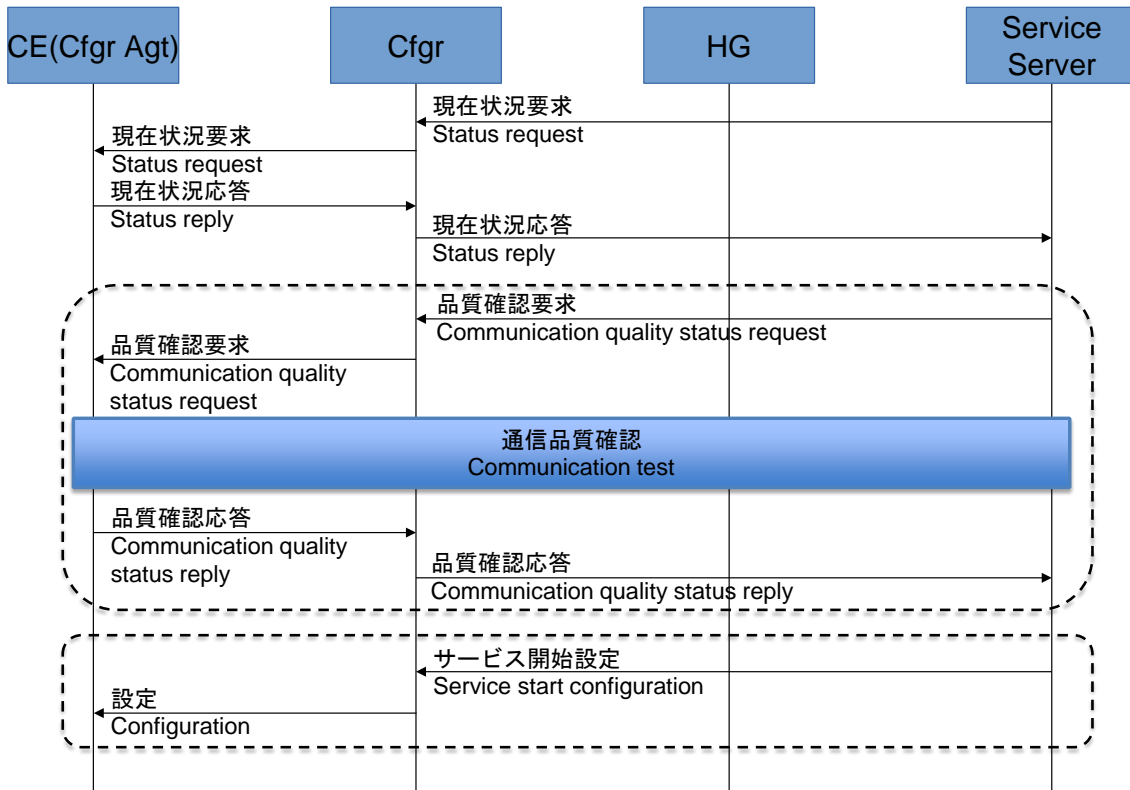 CE(Cfgr Agt)
Cfgr
HG
Service
Server
現在状況要求
Status request
現在状況要求
Status request
現在状況応答
Status reply
現在状況応答
Status reply
品質確認要求
Communication quality status request
品質確認要求
Communication quality
status request
通信品質確認
Communication test
品質確認応答
Communication quality
status reply
品質確認応答
Communication quality status reply
サービス開始設定
Service start configuration
設定
Configuration